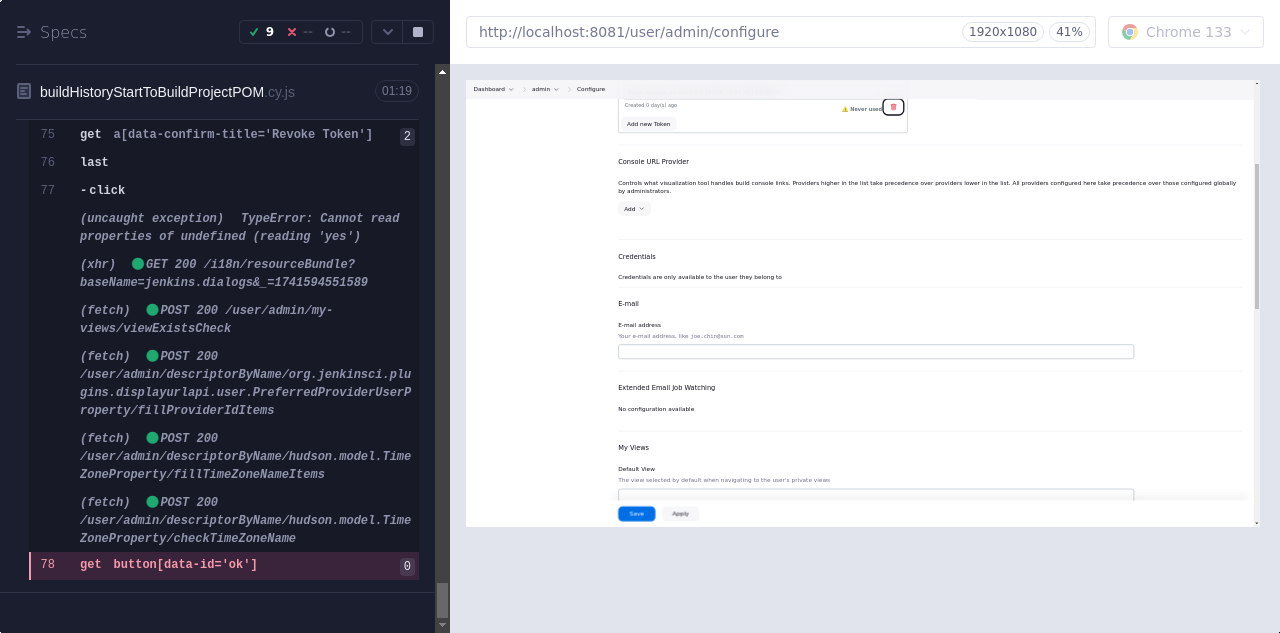 Specs
9
--
--
http://localhost:8081/user/admin/configure
1920x1080
41%
Chrome 133
buildHistoryStartToBuildProjectPOM.cy.js
01:19
75 get a[data-confirm-title='Revoke Token'] 2
76 last
77 -click
(uncaught exception) TypeError: Cannot read
properties of undefined (reading 'yes')
(xhr) GET 200 /i18n/resourceBundle?
baseName=jenkins.dialogs&_=1741594551589
(fetch) POST 200 /user/admin/my-
views/viewExistsCheck
(fetch) POST 200
/user/admin/descriptorByName/org.jenkinsci.plu
gins.displayurlapi.user.PreferredProviderUserP
roperty/fillProviderIdItems
(fetch) POST 200
/user/admin/descriptorByName/hudson.model.Time
ZoneProperty/fillTimeZoneNameItems
(fetch) POST 200
/user/admin/descriptorByName/hudson.model.Time
ZoneProperty/checkTimeZoneName
78 get button[data-id='ok'] 0
Dashboard admin Configure
Created 0 day(s) ago
Never used
Add new Token
Console URL Provider
Controls what visualization tool handles build console links. Providers higher in the list take precedence over providers lower in the list. All providers configured here take precedence over those configured globally
by administrators.
Add
Credentials
Credentials are only available to the user they belong to
E-mail
E-mail address
Your e-mail address, like joe.chin@sun.com
Extended Email Job Watching
No configuration available
My Views
Default View
The view selected by default when navigating to the user's private views
Save
Apply